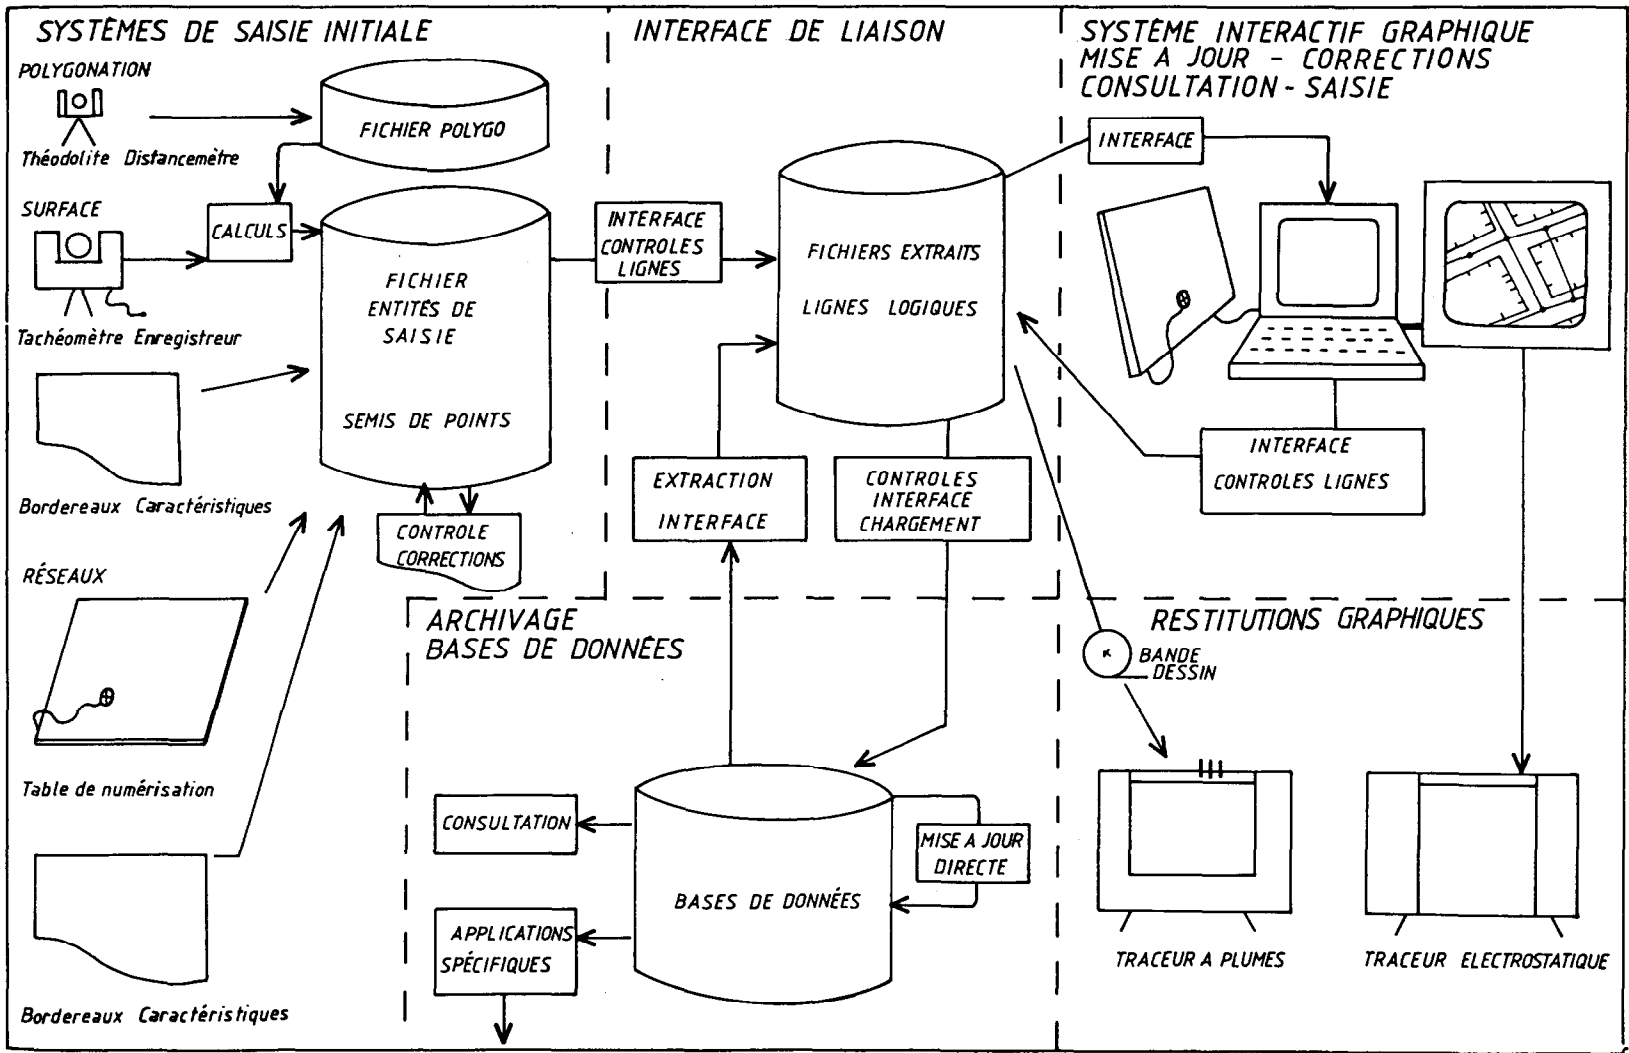 SYSTÈMES DE SAISIE INITIALE
POLYGONATION
Théodolite Distancemètre
FICHIER POLYGO
SURFACE
CALCULS
Tachéomètre Enregistreur
FICHIER
ENTITÉS DE
SAISIE
SEMIS DE POINTS
Bordereaux Caractéristiques
CONTROLE
CORRECTIONS
RÉSEAUX
Table de numérisation
Bordereaux Caractéristiques
INTERFACE DE LIAISON
INTERFACE
CONTROLES
LIGNES
FICHIERS EXTRAITS
LIGNES LOGIQUES
EXTRACTION
INTERFACE
CONTROLES
INTERFACE
CHARGEMENT
SYSTÈME INTERACTIF GRAPHIQUE
MISE A JOUR - CORRECTIONS
CONSULTATION - SAISIE
INTERFACE
INTERFACE
CONTROLES LIGNES
ARCHIVAGE
BASES DE DONNÉES
CONSULTATION
MISE A JOUR
DIRECTE
BASES DE DONNÉES
APPLICATIONS
SPÉCIFIQUES
RESTITUTIONS GRAPHIQUES
BANDE
DESSIN
TRACEUR A PLUMES
TRACEUR ELECTROSTATIQUE